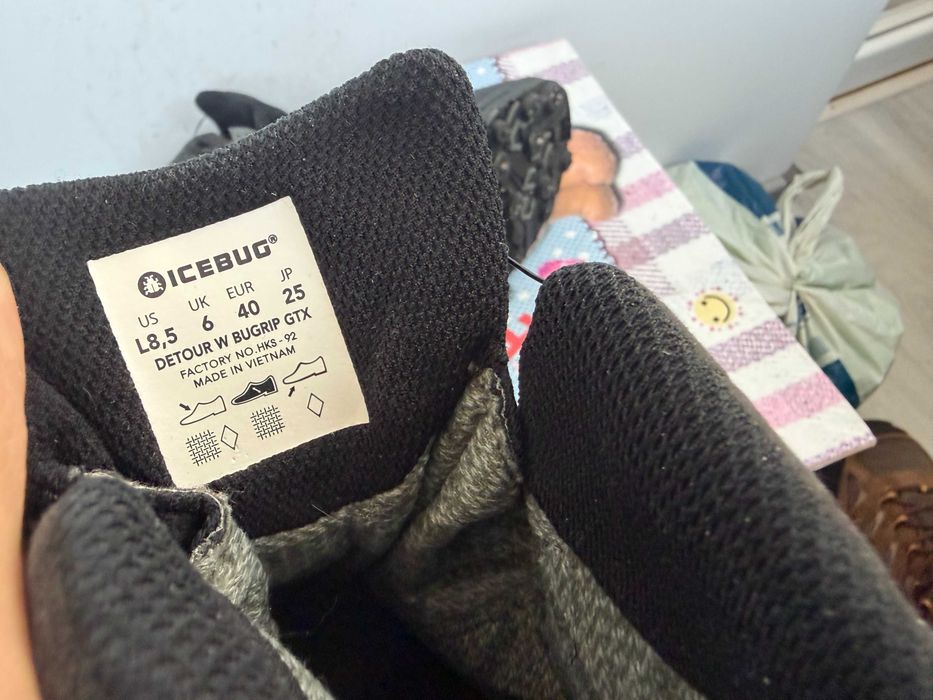 ICEBUG®
US UK EUR JP
L8,5 6 40 25
DETOUR W BUGRIP GTX
FACTORY NO.HKS-92
MADE IN VIETNAM